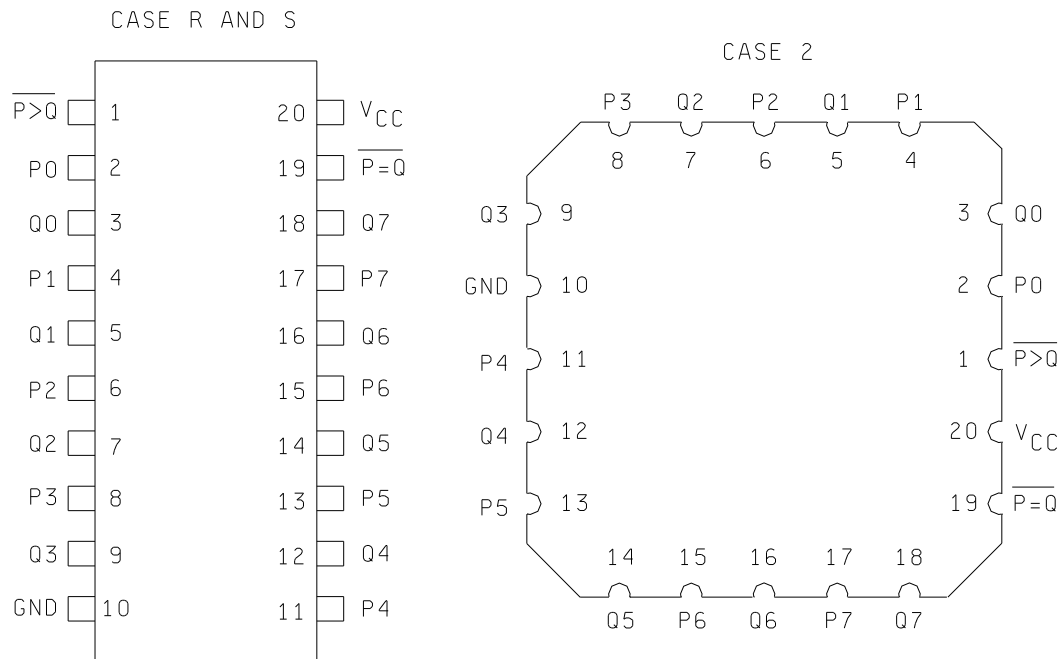 CASE R AND S
P>Q 1 20 VCC
P0 2 19 P=Q
Q0 3 18 Q7
P1 4 17 P7
Q1 5 16 Q6
P2 6 15 P6
Q2 7 14 Q5
P3 8 13 P5
Q3 9 12 Q4
GND 10 11 P4
CASE 2
P3 Q2 P2 Q1 P1
8 7 6 5 4
Q3 9 3 Q0
GND 10 2 P0
P4 11 1 P>Q
Q4 12 20 VCC
P5 13 19 P=Q
14 15 16 17 18
Q5 P6 Q6 P7 Q7